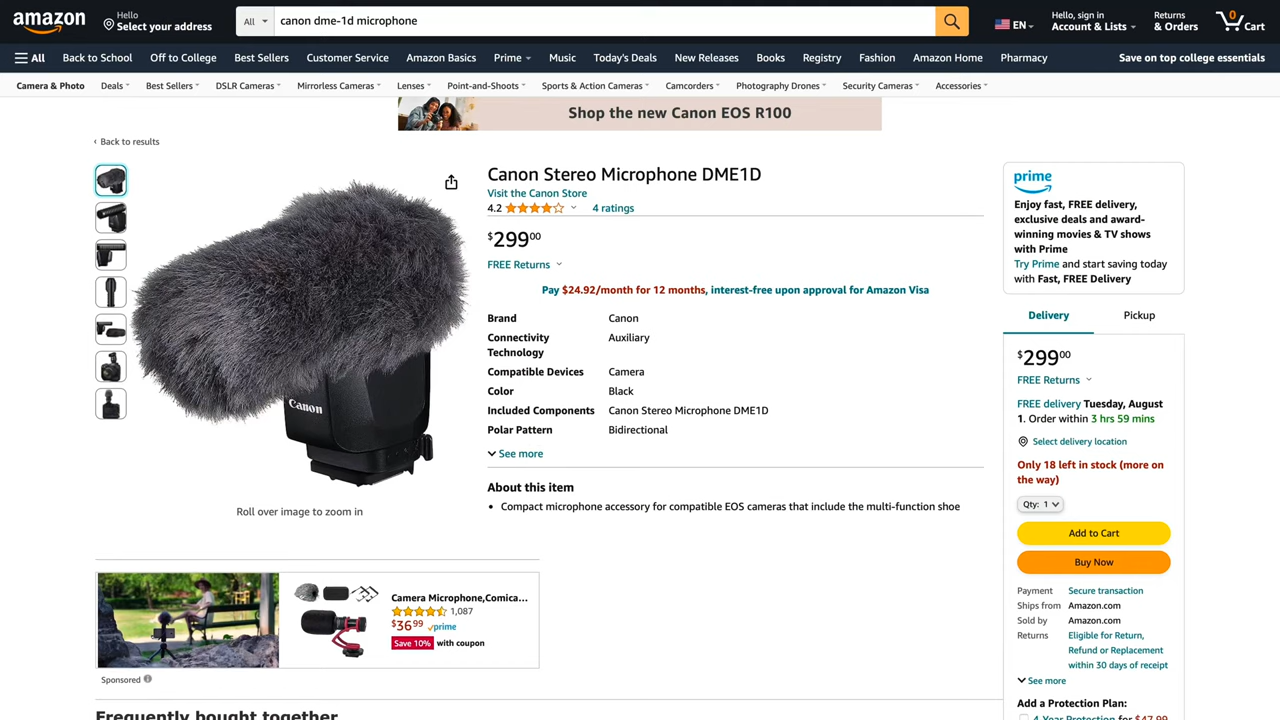 amazon
Hello
Select your address
All
canon dme-1d microphone
EN
Hello, sign in
Account & Lists
Returns
& Orders
0
Cart
All
Back to School
Off to College
Best Sellers
Customer Service
Amazon Basics
Prime
Music
Today's Deals
New Releases
Books
Registry
Fashion
Amazon Home
Pharmacy
Save on top college essentials
Camera & Photo
Deals
Best Sellers
DSLR Cameras
Mirrorless Cameras
Lenses
Point-and-Shoots
Sports & Action Cameras
Camcorders
Photography Drones
Security Cameras
Accessories
Shop the new Canon EOS R100
‹ Back to results
Canon
Roll over image to zoom in
Canon Stereo Microphone DME1D
Visit the Canon Store
4.2 4 ratings
$29900
FREE Returns
Pay $24.92/month for 12 months, interest-free upon approval for Amazon Visa
Brand Canon
Connectivity Technology Auxiliary
Compatible Devices Camera
Color Black
Included Components Canon Stereo Microphone DME1D
Polar Pattern Bidirectional
See more
About this item
• Compact microphone accessory for compatible EOS cameras that include the multi-function shoe
Camera Microphone,Comica...
1,087
$36.99 prime
Save 10% with coupon
Sponsored
Frequently bought together
prime
Enjoy fast, FREE delivery,
exclusive deals and award-
winning movies & TV shows
with Prime
Try Prime and start saving today
with Fast, FREE Delivery
Delivery
Pickup
$29900
FREE Returns
FREE delivery Tuesday, August
1. Order within 3 hrs 59 mins
Select delivery location
Only 18 left in stock (more on
the way)
Qty: 1
Add to Cart
Buy Now
Payment Secure transaction
Ships from Amazon.com
Sold by Amazon.com
Returns Eligible for Return,
Refund or Replacement
within 30 days of receipt
See more
Add a Protection Plan:
4-Year Protection for $47.99